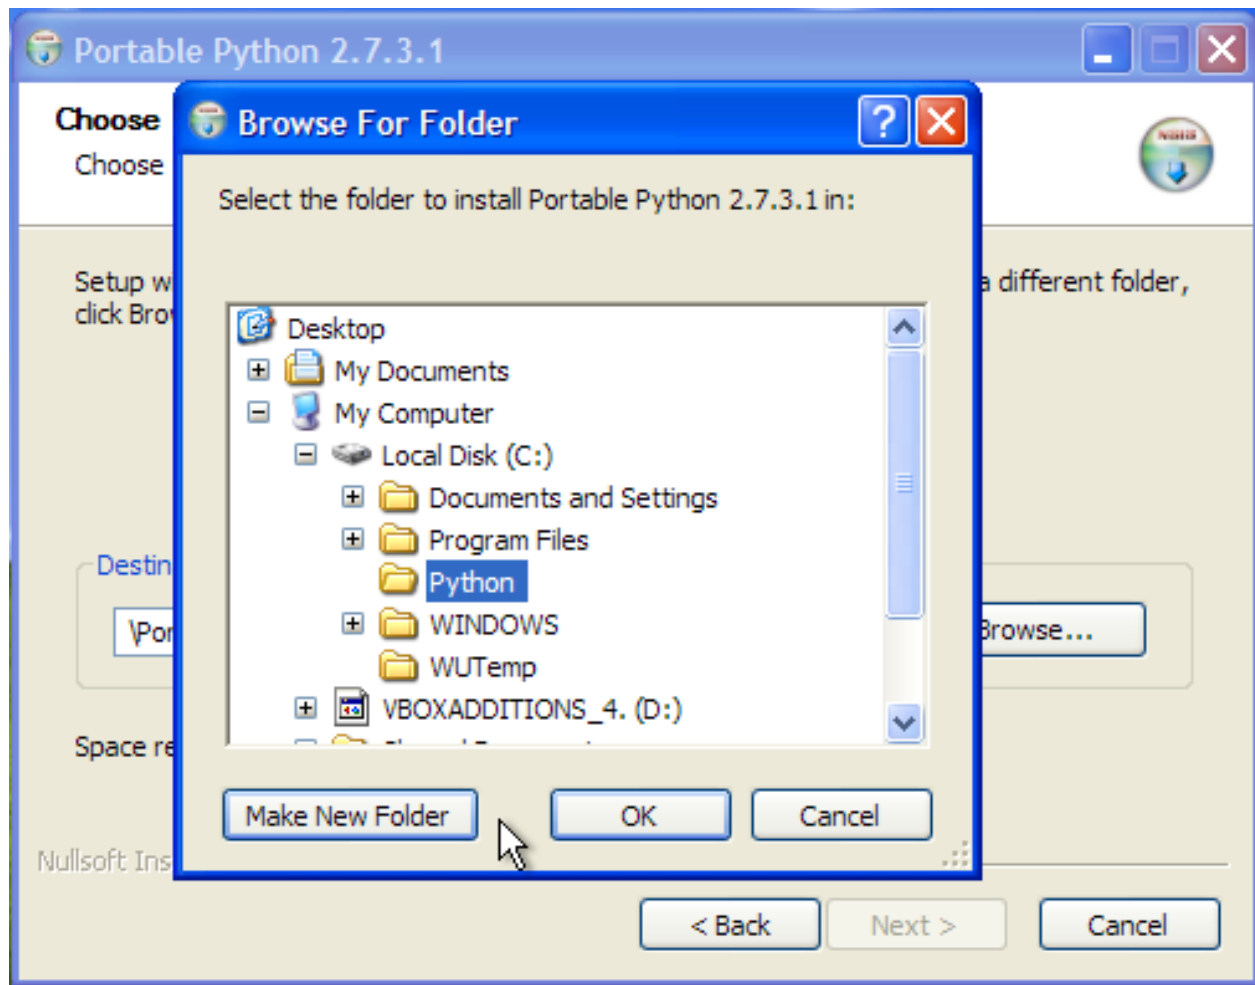 Portable Python 2.7.3.1
Choose
Choose
Browse For Folder
Select the folder to install Portable Python 2.7.3.1 in:
Setup w
a different folder,
click Bro
Desktop
My Documents
My Computer
Local Disk (C:)
Documents and Settings
Program Files
Python
WINDOWS
WUTemp
VBOXADDITIONS_4. (D:)
Destin
\Por
Browse...
Space re
Make New Folder
OK
Cancel
Nullsoft Ins
< Back
Next >
Cancel